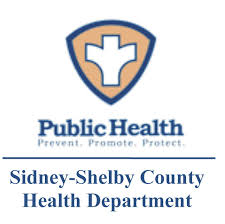 Public Health
Prevent. Promote. Protect.
Sidney-Shelby County
Health Department